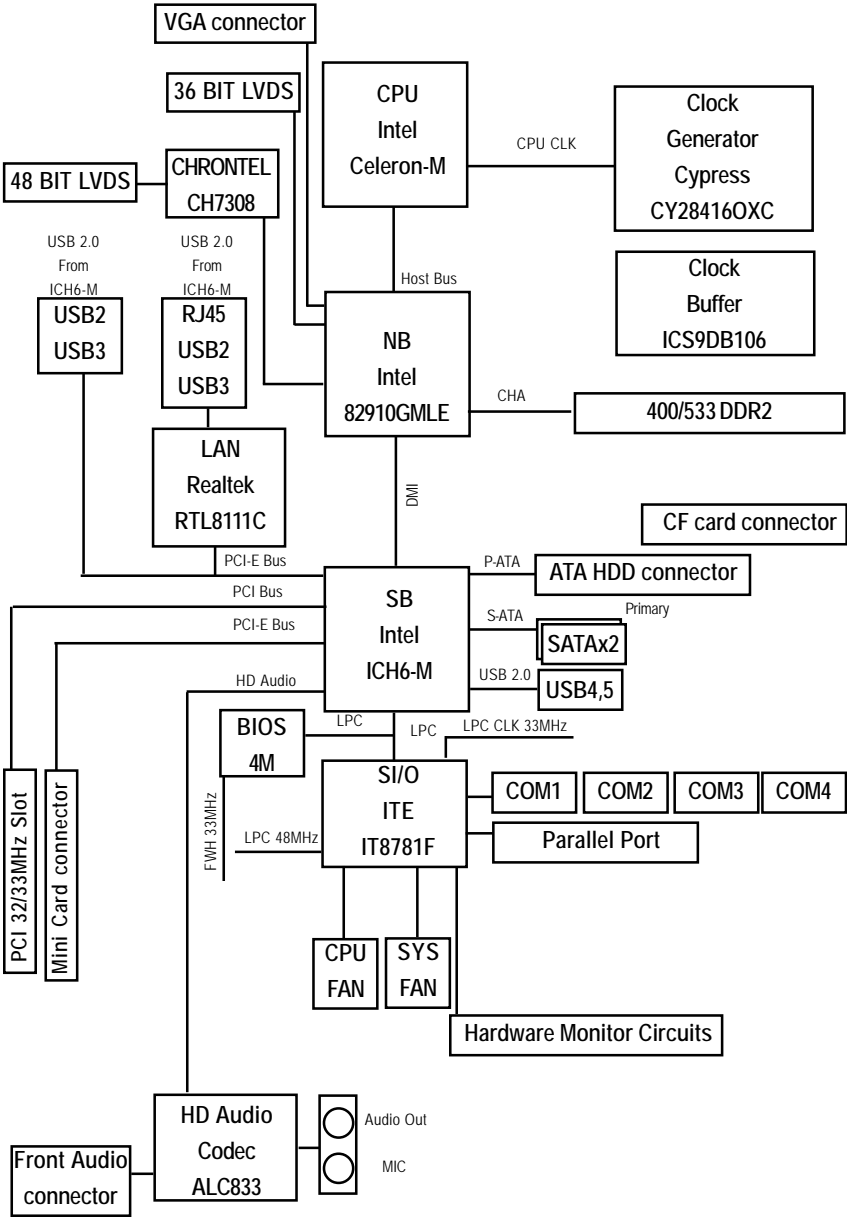 VGA connector
36 BIT LVDS
48 BIT LVDS
CHRONTEL
CH7308
CPU
Intel
Celeron-M
CPU CLK
Clock
Generator
Cypress
CY28416OXC
Clock
Buffer
ICS9DB106
USB 2.0
From
ICH6-M
USB2
USB3
USB 2.0
From
ICH6-M
RJ45
USB2
USB3
Host Bus
NB
Intel
82910GMLE
CHA
400/533 DDR2
LAN
Realtek
RTL8111C
DMI
CF card connector
PCI-E Bus
PCI Bus
PCI-E Bus
HD Audio
SB
Intel
ICH6-M
P-ATA
ATA HDD connector
S-ATA
Primary
SATAx2
USB 2.0
USB4,5
BIOS
4M
LPC
LPC
LPC CLK 33MHz
FWH 33MHz
LPC 48MHz
SI/O
ITE
IT8781F
COM1
COM2
COM3
COM4
Parallel Port
PCI 32/33MHz Slot
Mini Card connector
CPU
FAN
SYS
FAN
Hardware Monitor Circuits
HD Audio
Codec
ALC833
Audio Out
MIC
Front Audio
connector